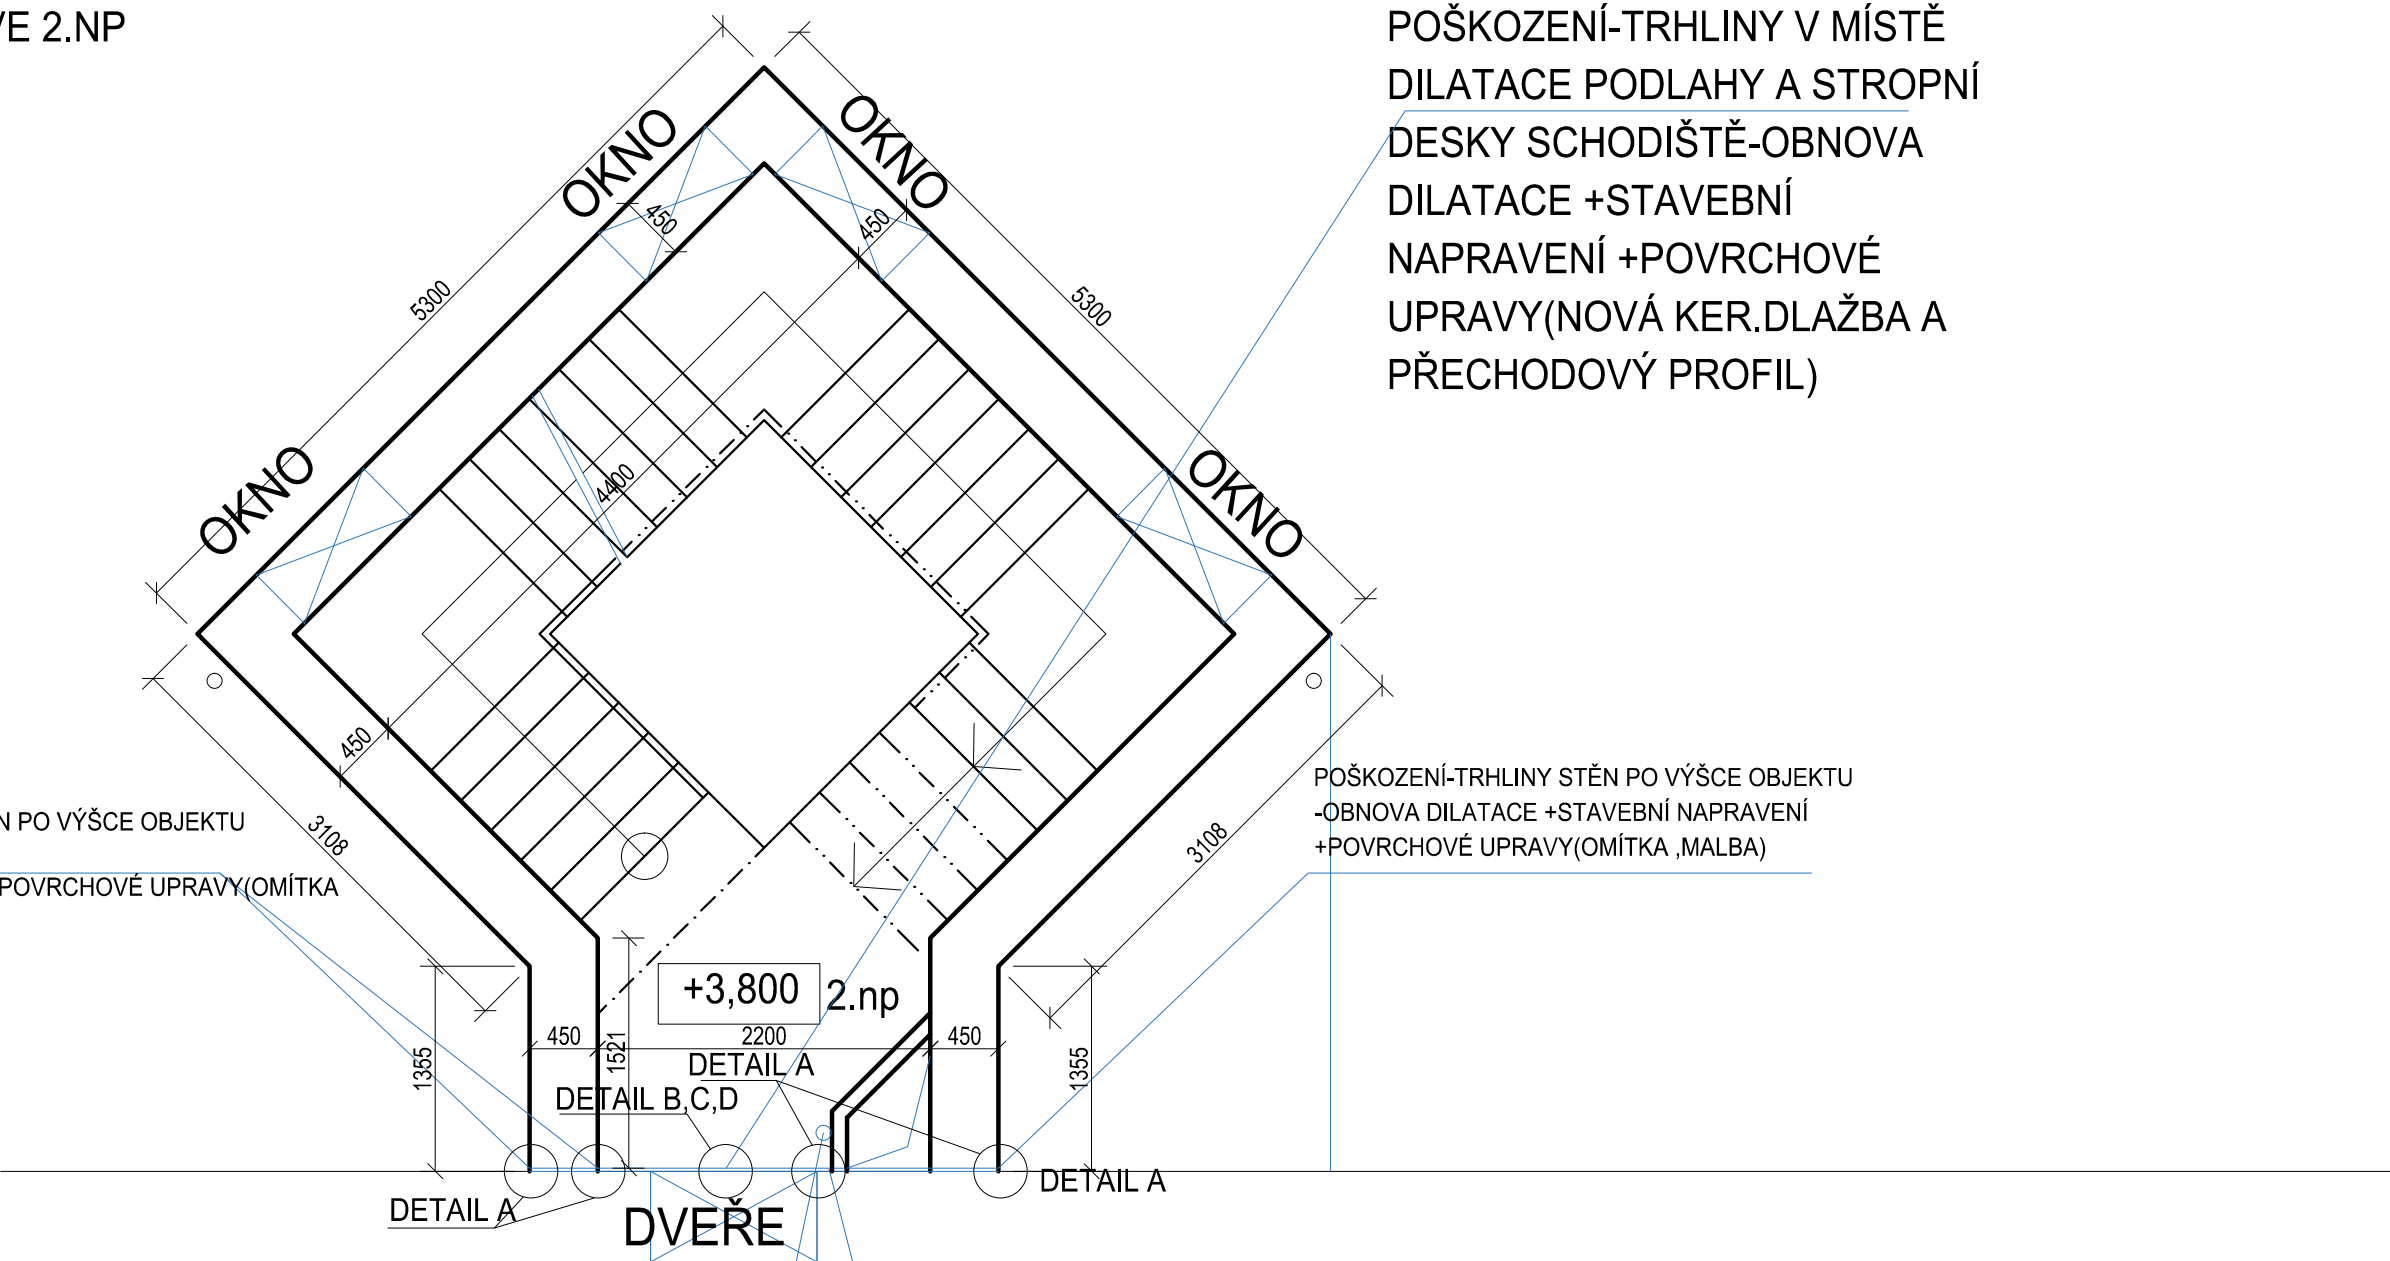 2.NP
POŠKOZENÍ-TRHLINY V MÍSTĚ
DILATACE PODLAHY A STROPNÍ
DESKY SCHODIŠTĚ-OBNOVA
DILATACE +STAVEBNÍ
NAPRAVENÍ +POVRCHOVÉ
UPRAVY(NOVÁ KER.DLAŽBA A
PŘECHODOVÝ PROFIL)
OKNO
OKNO
450
450
5300
5300
OKNO
OKNO
4400
450
POŠKOZENÍ-TRHLINY STĚN PO VÝŠCE OBJEKTU
-OBNOVA DILATACE +STAVEBNÍ NAPRAVENÍ
+POVRCHOVÉ UPRAVY(OMÍTKA ,MALBA)
PO VÝŠCE OBJEKTU
POVRCHOVÉ UPRAVY(OMÍTKA
3108
3108
+3,800 2.np
450 2200 450
1355
1521
1355
DETAIL A
DETAIL B,C,D
DETAIL A
DETAIL A
DVEŘE